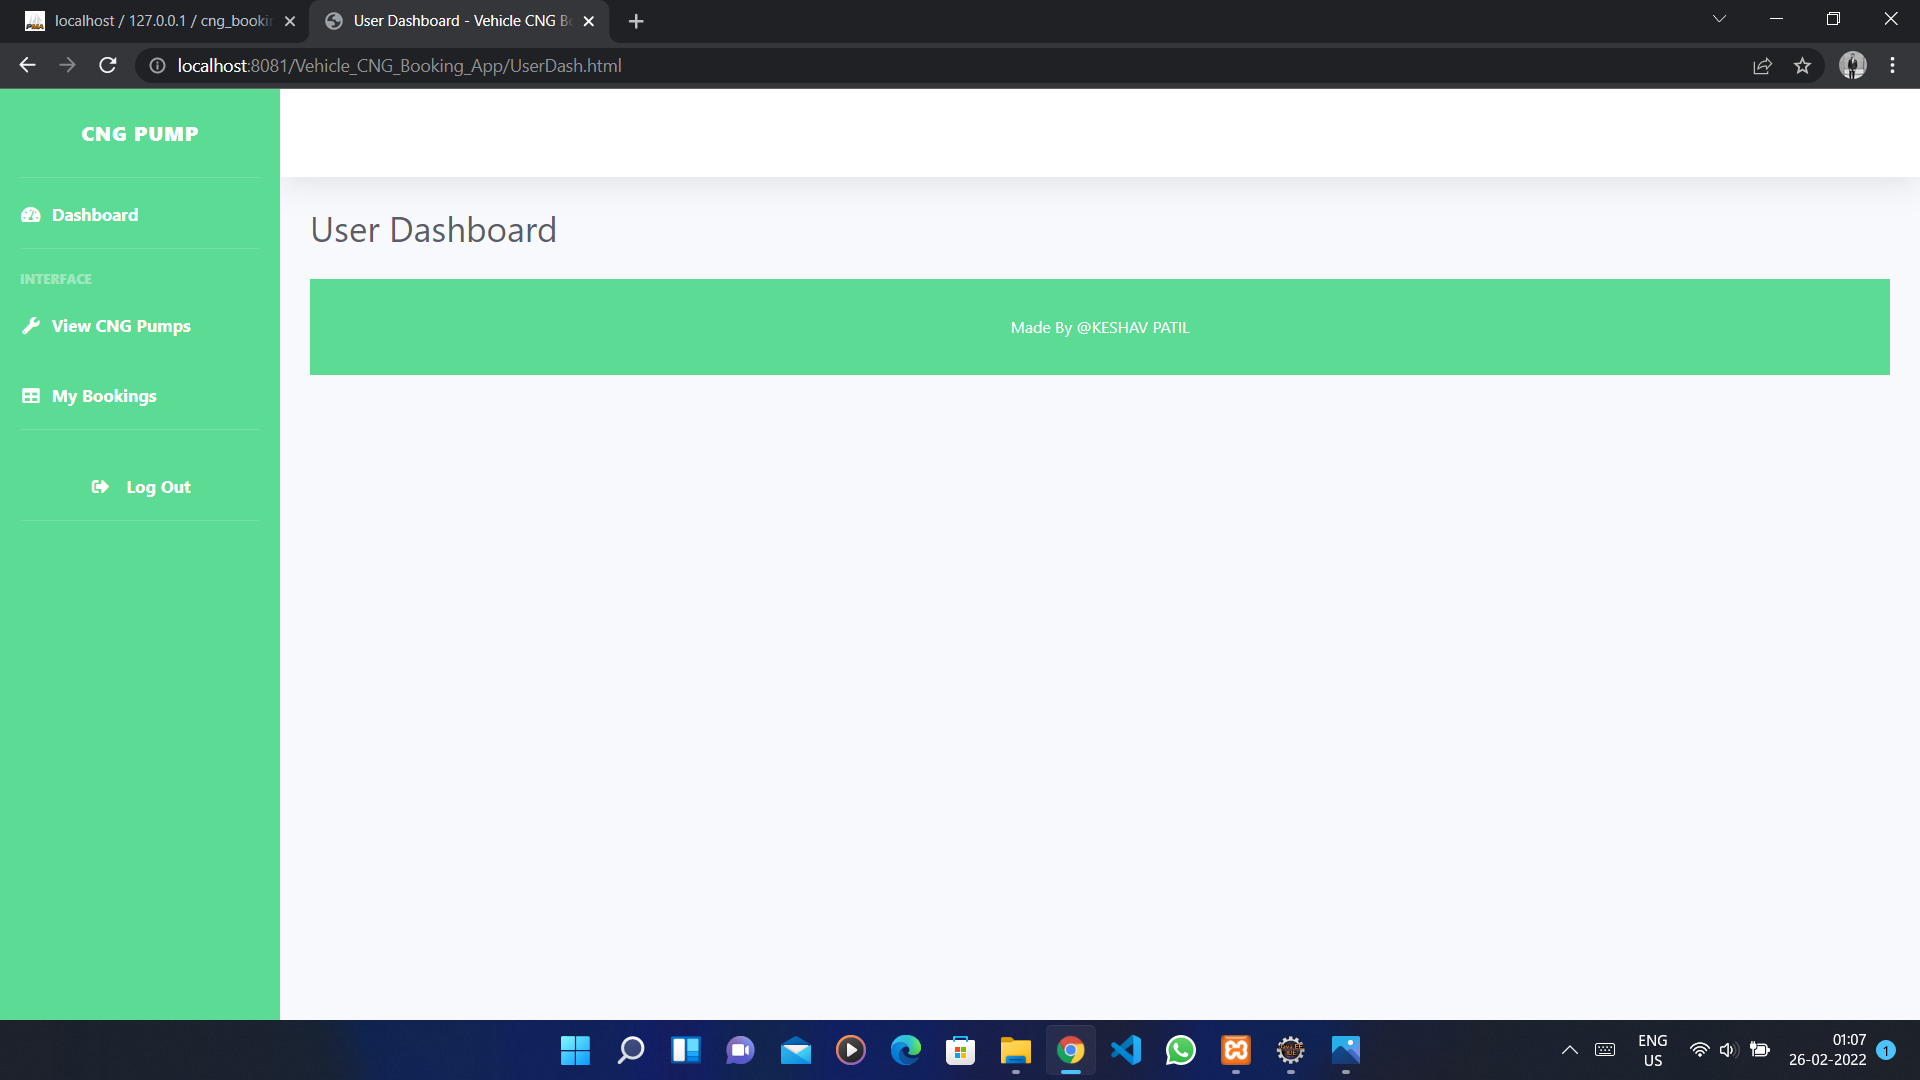 localhost / 127.0.0.1 / cng_bookin
User Dashboard - Vehicle CNG Bo
localhost:8081/Vehicle_CNG_Booking_App/UserDash.html
CNG PUMP
Dashboard
INTERFACE
View CNG Pumps
My Bookings
Log Out
User Dashboard
Made By @KESHAV PATIL
ENG
US
01:07
26-02-2022
1